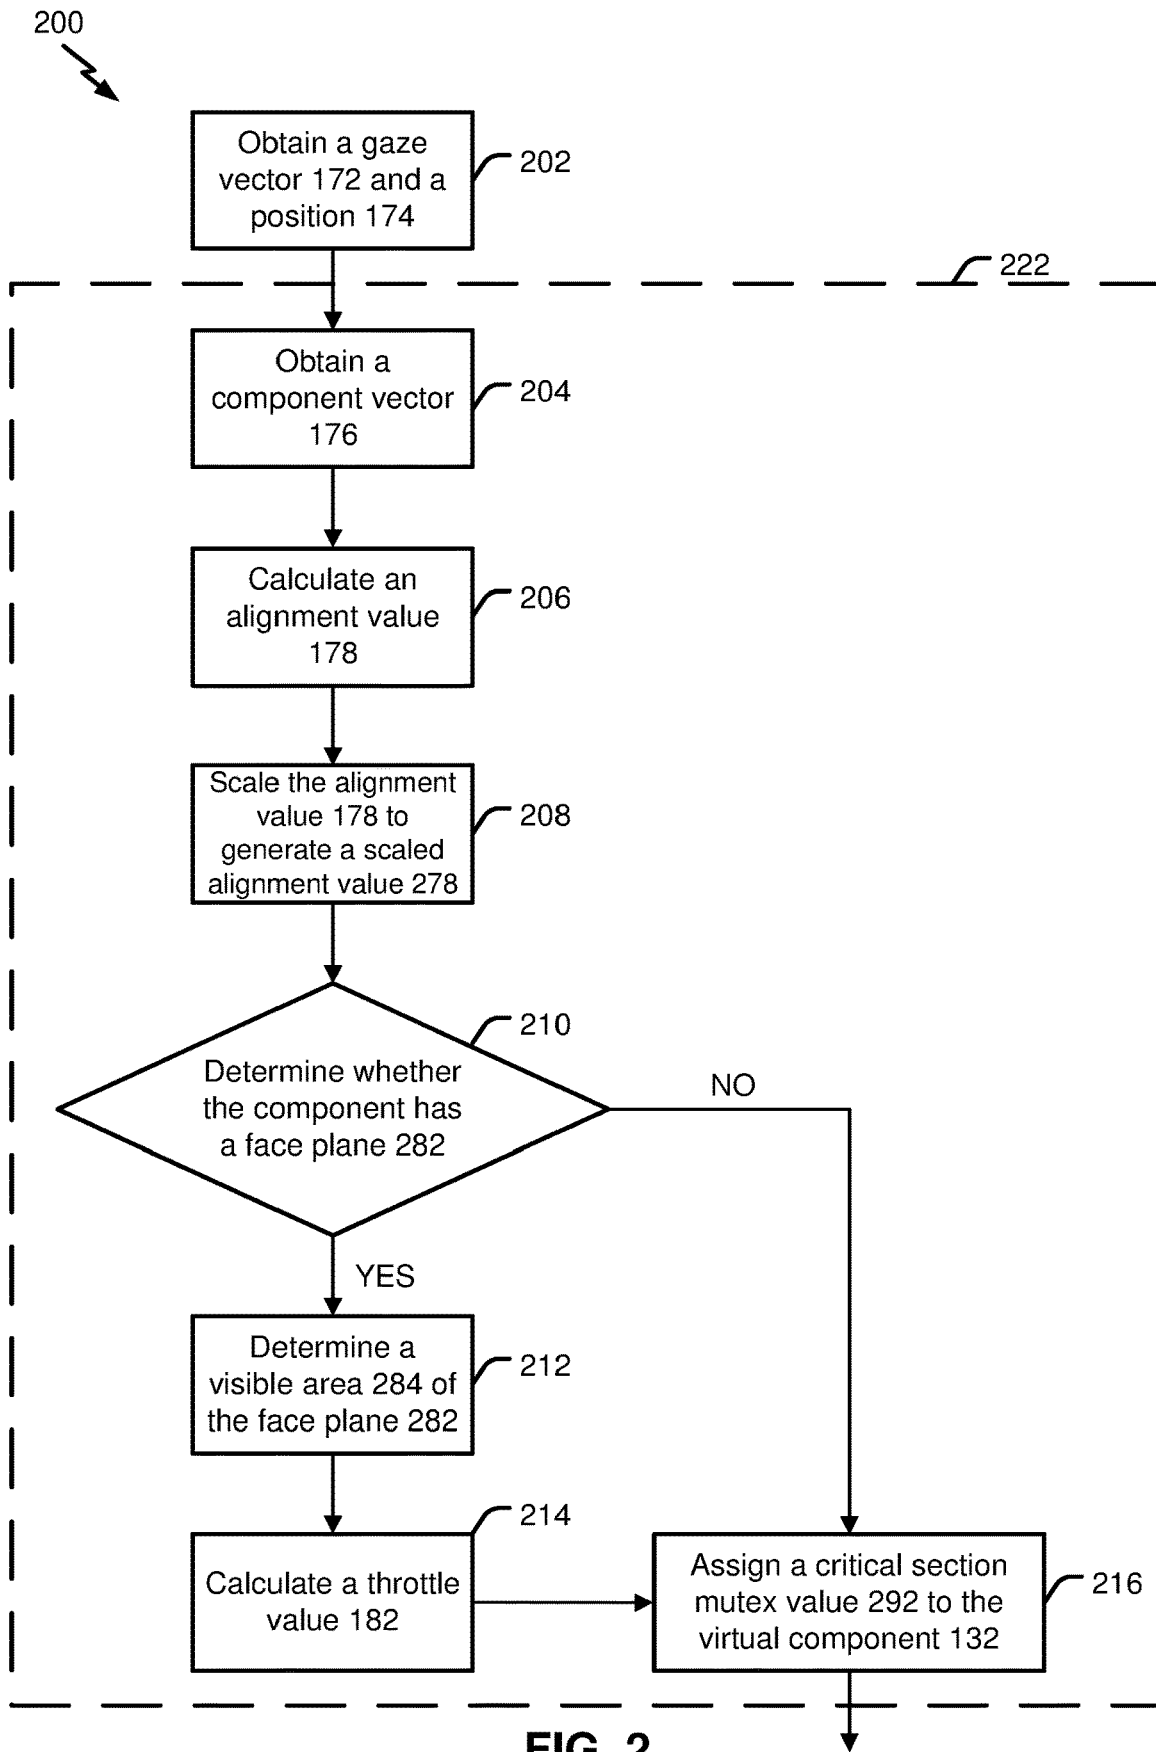 200
Obtain a gaze
vector 172 and a
position 174
202
222
Obtain a
component vector
176
204
Calculate an
alignment value
178
206
Scale the alignment
value 178 to
generate a scaled
alignment value 278
208
210
Determine whether
the component has
a face plane 282
NO
YES
Determine a
visible area 284 of
the face plane 282
212
214
Calculate a throttle
value 182
Assign a critical section
mutex value 292 to the
virtual component 132
216
FIG. 2